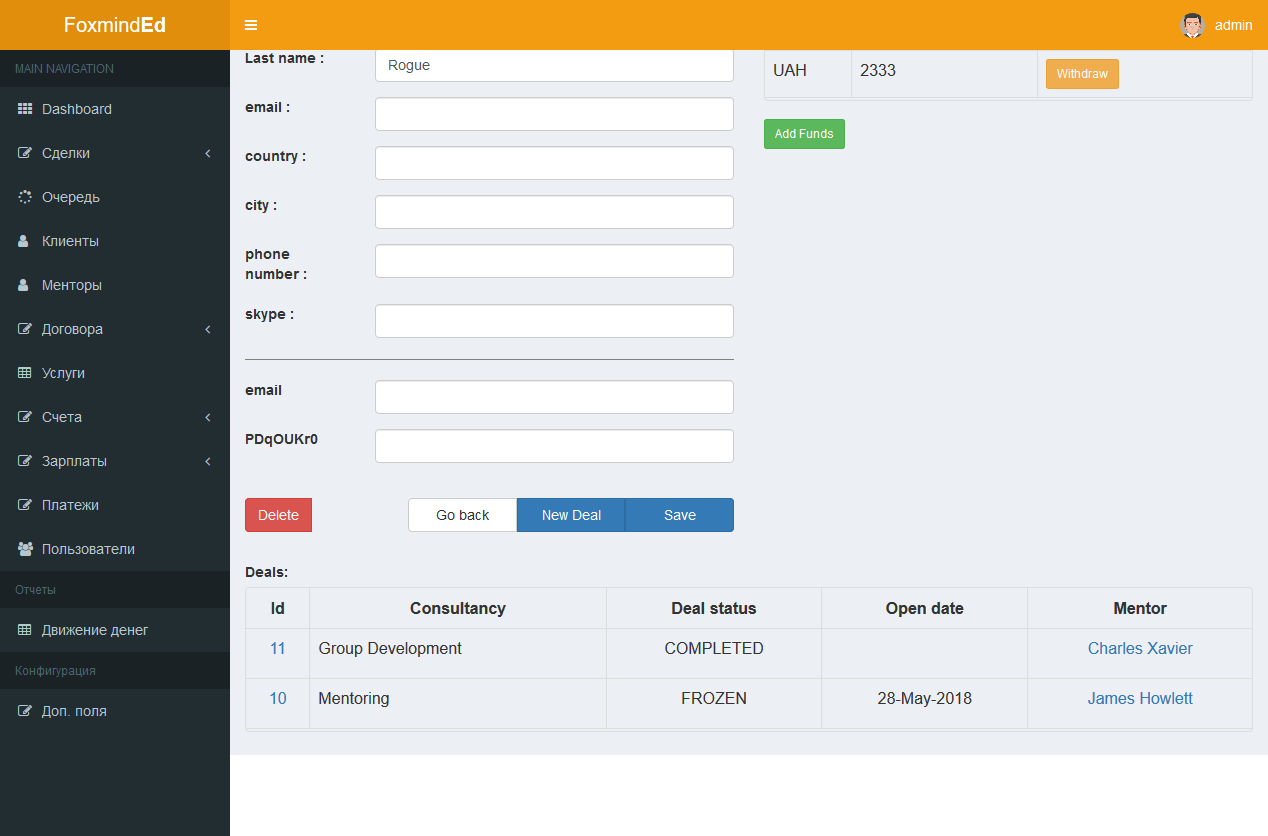 FoxmindEd
admin
MAIN NAVIGATION
Dashboard
Сделки
Очередь
Клиенты
Менторы
Договора
Услуги
Счета
Зарплаты
Платежи
Пользователи
Отчеты
Движение денег
Конфигурация
Доп. поля
Last name : Rogue
email :
country :
city :
phone
number :
skype :
email
PDqOUKr0
UAH 2333 Withdraw
Add Funds
Delete Go back New Deal Save
Deals:
Id Consultancy Deal status Open date Mentor
11 Group Development COMPLETED Charles Xavier
10 Mentoring FROZEN 28-May-2018 James Howlett